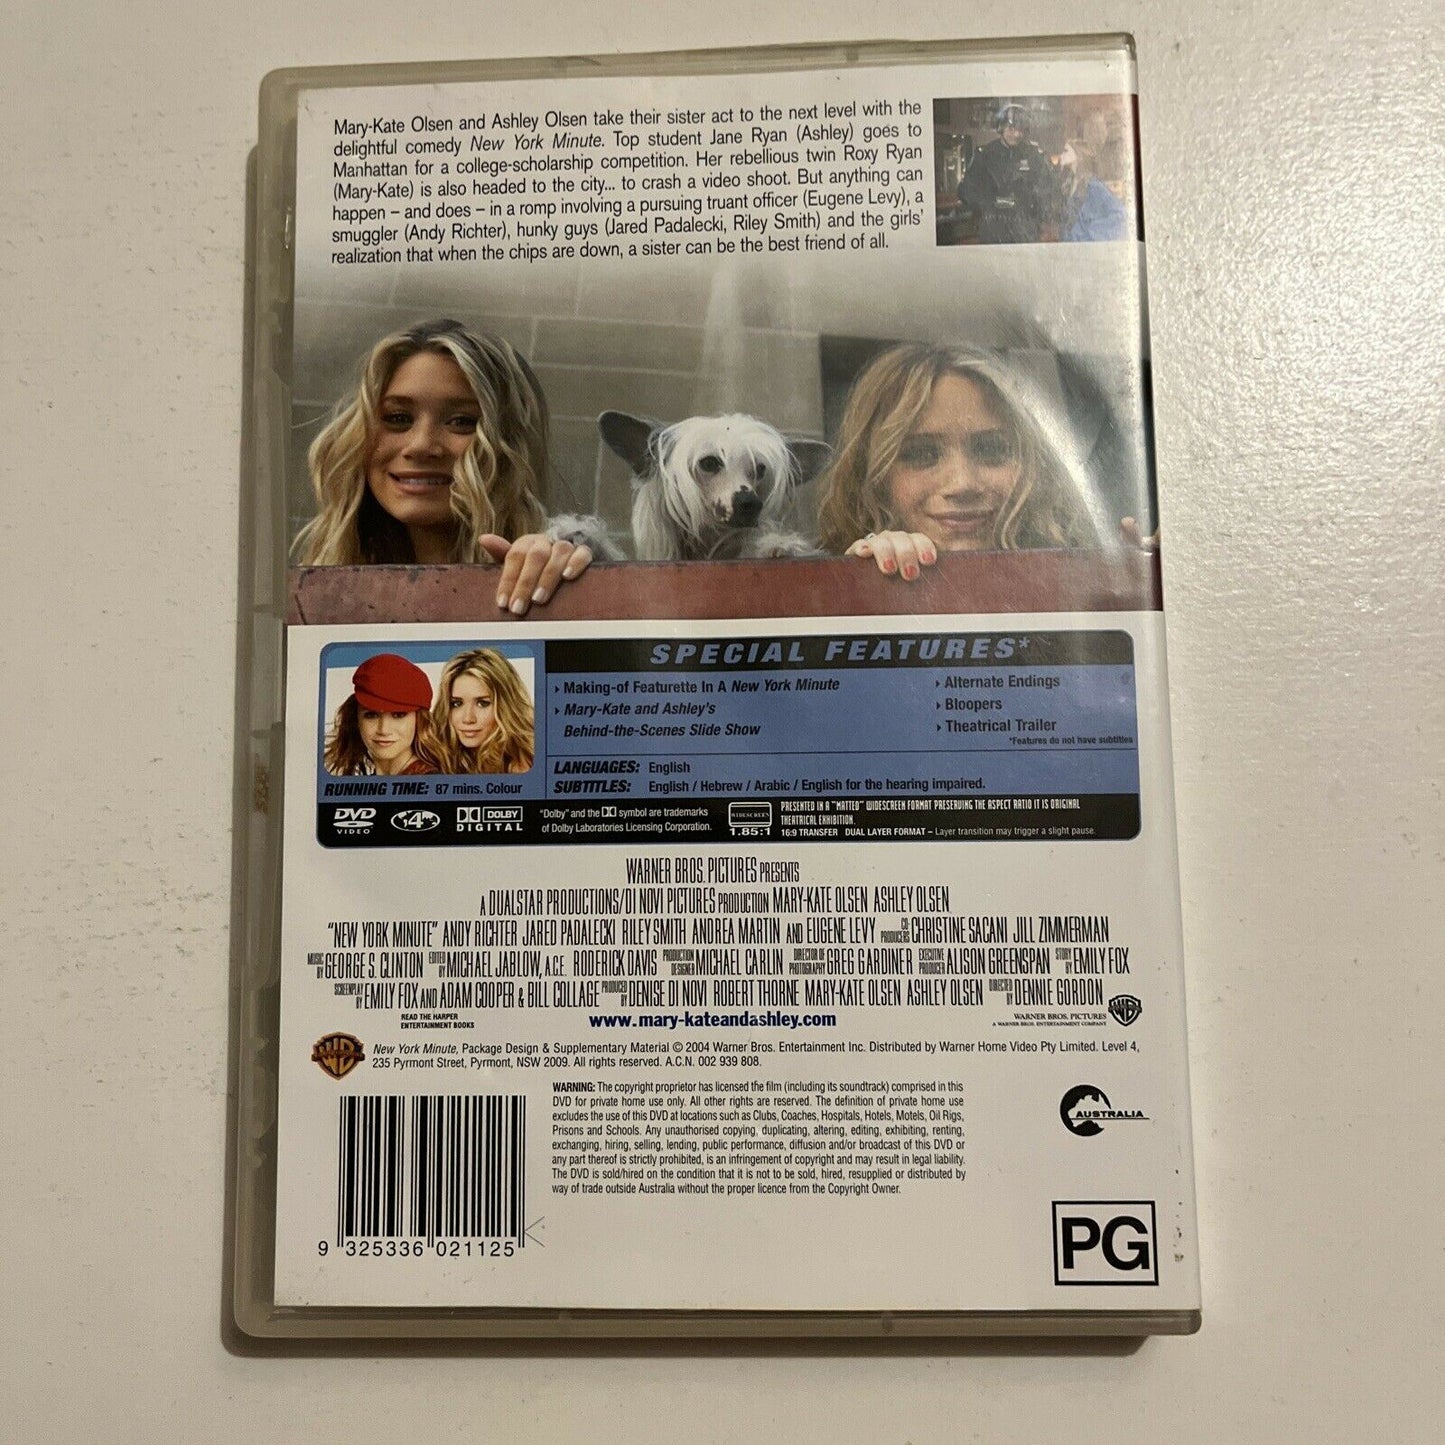 Mary-Kate Olsen and Ashley Olsen take their sister act to the next level with the
delightful comedy New York Minute. Top student Jane Ryan (Ashley) goes to
Manhattan for a college-scholarship competition. Her rebellious twin Roxy Ryan
(Mary-Kate) is also headed to the city... to crash a video shoot. But anything can
happen – and does – in a romp involving a pursuing truant officer (Eugene Levy), a
smuggler (Andy Richter), hunky guys (Jared Padalecki, Riley Smith) and the girls'
realization that when the chips are down, a sister can be the best friend of all.
SPECIAL FEATURES*
Making-of Featurette In A New York Minute
Mary-Kate and Ashley's
Behind-the-Scenes Slide Show
Alternate Endings
Bloopers
Theatrical Trailer
*Features do not have subtitles
LANGUAGES: English
SUBTITLES: English / Hebrew / Arabic / English for the hearing impaired.
RUNNING TIME: 87 mins. Colour
DVD VIDEO
4
DOLBY DIGITAL
"Dolby" and the DD symbol are trademarks
of Dolby Laboratories Licensing Corporation.
WIDESCREEN
1.85:1
PRESENTED IN A "MATTED" WIDESCREEN FORMAT PRESERVING THE ASPECT RATIO IT IS ORIGINAL
THEATRICAL EXHIBITION.
16:9 TRANSFER DUAL LAYER FORMAT – Layer transition may trigger a slight pause.
WARNER BROS. PICTURES PRESENTS
A DUALSTAR PRODUCTIONS/DI NOVI PICTURES PRODUCTION MARY-KATE OLSEN ASHLEY OLSEN
"NEW YORK MINUTE" ANDY RICHTER JARED PADALECKI RILEY SMITH ANDREA MARTIN AND EUGENE LEVY CO-PRODUCERS CHRISTINE SACANI JILL ZIMMERMAN
MUSIC BY GEORGE S. CLINTON EDITED BY MICHAEL JABLOW, A.C.E. RODERICK DAVIS PRODUCTION DESIGNER MICHAEL CARLIN DIRECTOR OF PHOTOGRAPHY GREG GARDINER EXECUTIVE PRODUCER ALISON GREENSPAN STORY BY EMILY FOX
SCREENPLAY BY EMILY FOX AND ADAM COOPER & BILL COLLAGE PRODUCED BY DENISE DI NOVI ROBERT THORNE MARY-KATE OLSEN ASHLEY OLSEN DIRECTED BY DENNIE GORDON
READ THE HARPER
ENTERTAINMENT BOOKS
www.mary-kateandashley.com
WARNER BROS. PICTURES
A WARNER BROS. ENTERTAINMENT COMPANY
New York Minute, Package Design & Supplementary Material © 2004 Warner Bros. Entertainment Inc. Distributed by Warner Home Video Pty Limited. Level 4,
235 Pyrmont Street, Pyrmont, NSW 2009. All rights reserved. A.C.N. 002 939 808.
WARNING: The copyright proprietor has licensed the film (including its soundtrack) comprised in this
DVD for private home use only. All other rights are reserved. The definition of private home use
excludes the use of this DVD at locations such as Clubs, Coaches, Hospitals, Hotels, Motels, Oil Rigs,
Prisons and Schools. Any unauthorised copying, duplicating, altering, editing, exhibiting, renting,
exchanging, hiring, selling, lending, public performance, diffusion and/or broadcast of this DVD or
any part thereof is strictly prohibited, is an infringement of copyright and may result in legal liability.
The DVD is sold/hired on the condition that it is not to be sold, hired, resupplied or distributed by
way of trade outside Australia without the proper licence from the Copyright Owner.
AUSTRALIA
9 325336 021125
PG